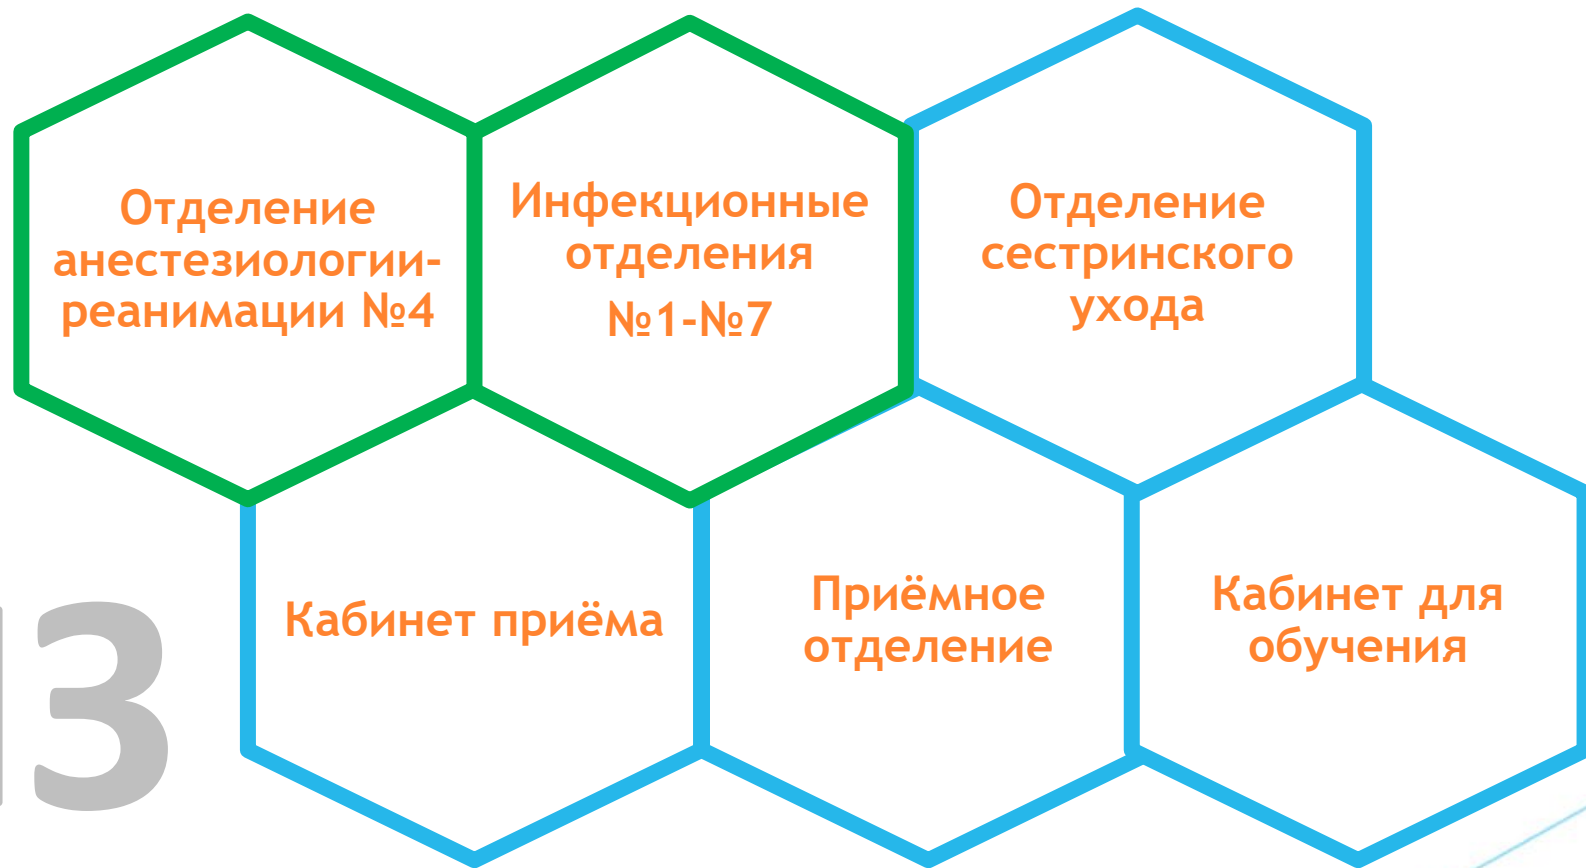 Отделение
анестезиологии-
реанимации №4
Инфекционные
отделения
№1-№7
Отделение
сестринского
ухода
Кабинет приёма
Приёмное
отделение
Кабинет для
обучения
3